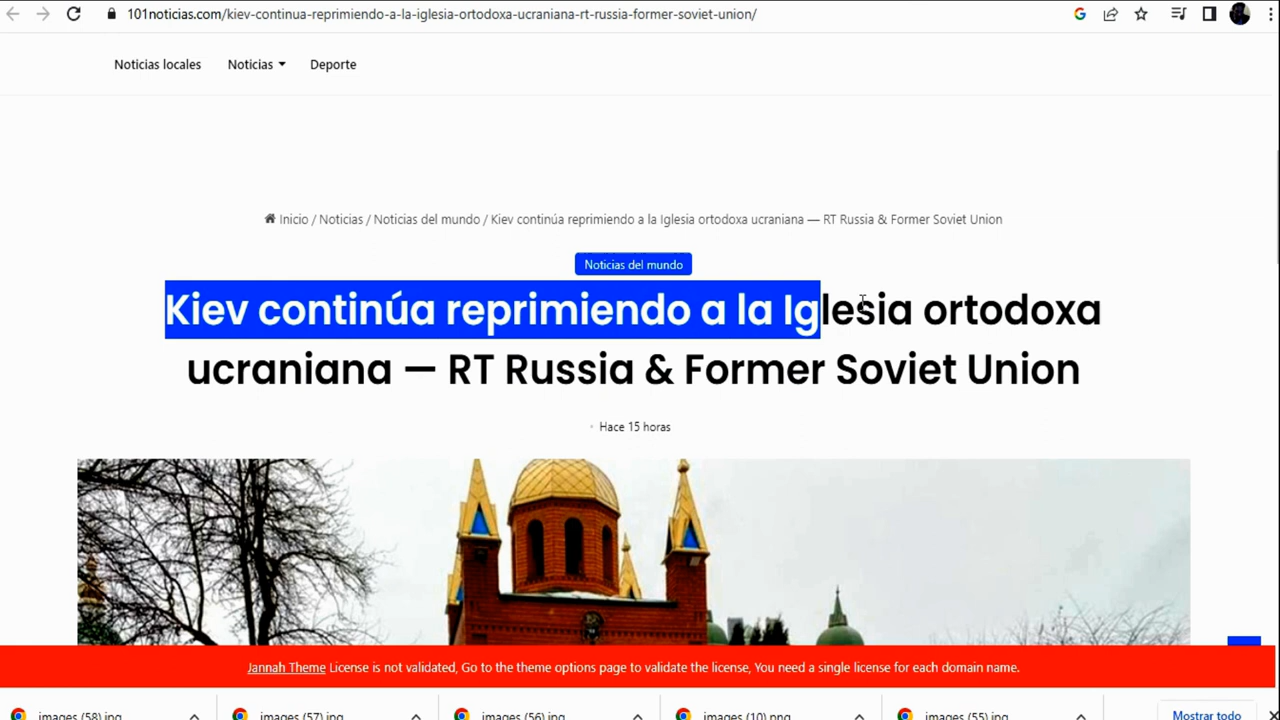 101noticias.com/kiev-continua-reprimiendo-a-la-iglesia-ortodoxa-ucraniana-rt-russia-former-soviet-union/
Noticias locales Noticias Deporte
Inicio / Noticias / Noticias del mundo / Kiev continúa reprimiendo a la Iglesia ortodoxa ucraniana — RT Russia & Former Soviet Union
Noticias del mundo
Kiev continúa reprimiendo a la Iglesia ortodoxa
ucraniana — RT Russia & Former Soviet Union
Hace 15 horas
Jannah Theme License is not validated, Go to the theme options page to validate the license, You need a single license for each domain name.
images (58).jpg images (57).jpg images (56).jpg images (10).png images (55).jpg Mostrar todo